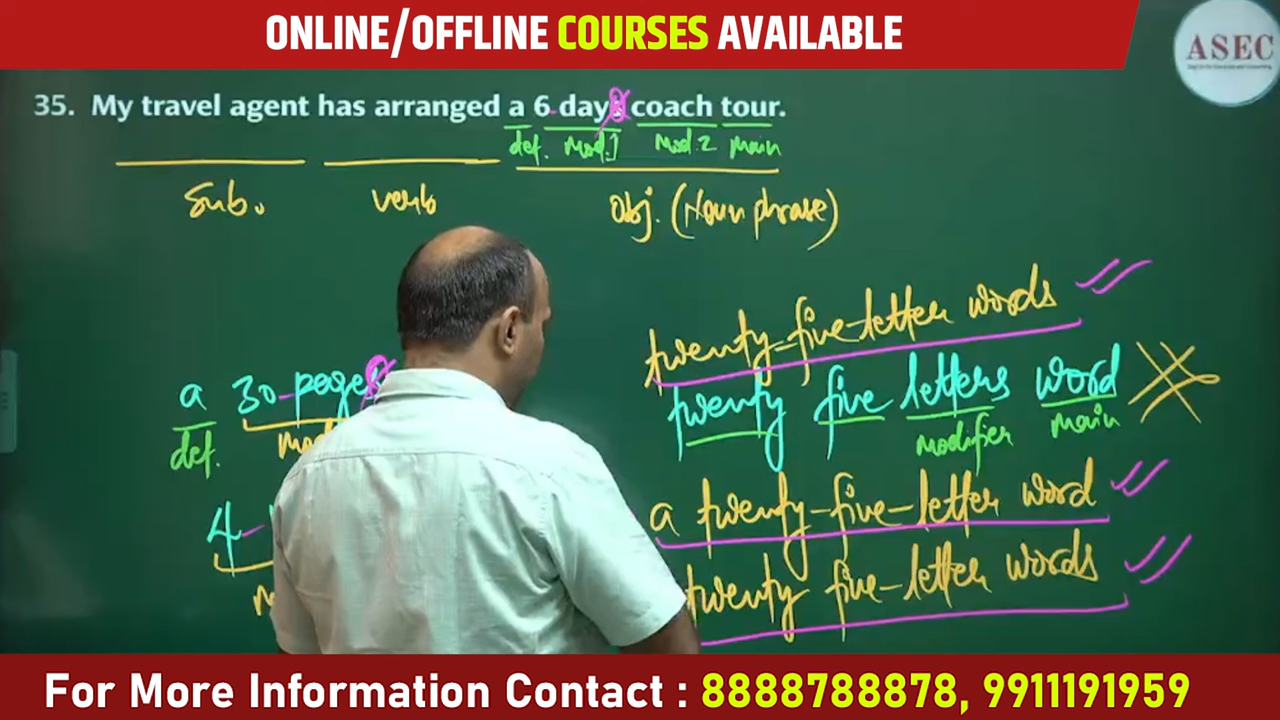 ONLINE/OFFLINE COURSES AVAILABLE
ASEC
35. My travel agent has arranged a 6-days coach tour.
def. Mod.1 Mod.2 main
Sub. verb obj. (Noun phrase)
twenty-five-letter words
twenty five letters word
modifier main
a twenty-five-letter word
twenty five-letter words
a 30-pages
def.
4-
For More Information Contact : 8888788878, 9911191959